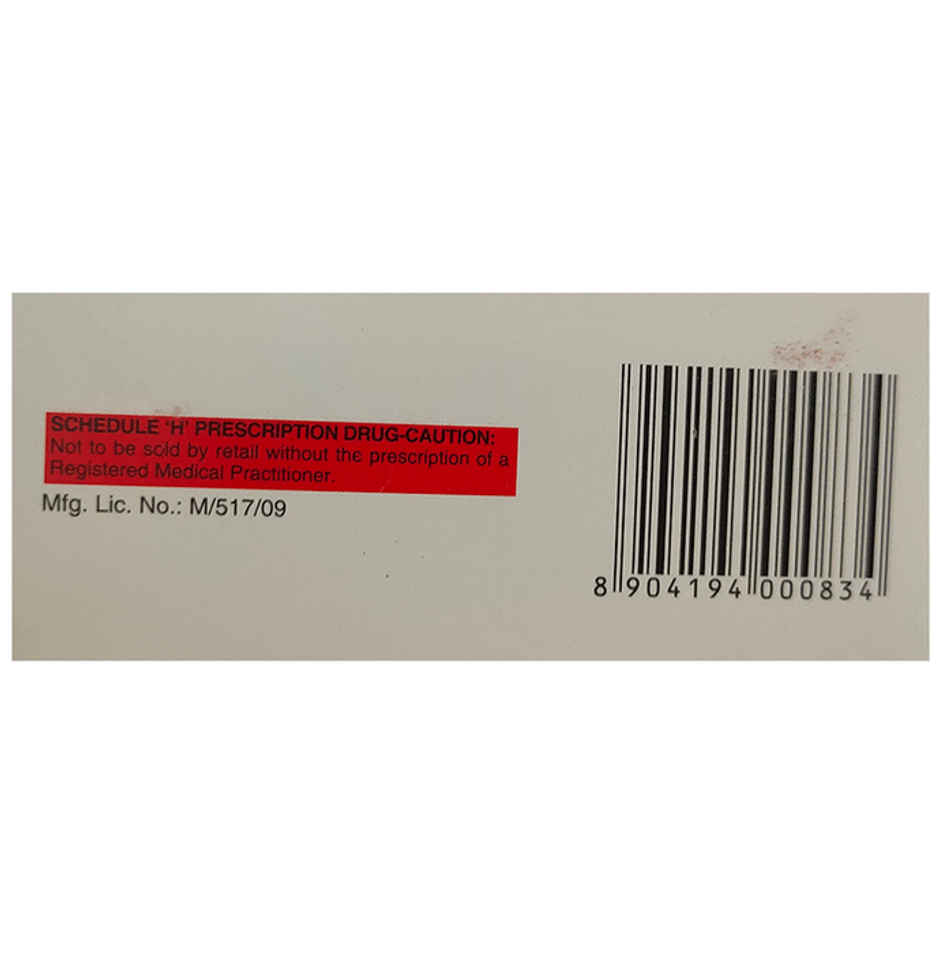 SCHEDULE 'H' PRESCRIPTION DRUG-CAUTION:
Not to be sold by retail without the prescription of a
Registered Medical Practitioner.
Mfg. Lic. No.: M/517/09
8 904194 000834